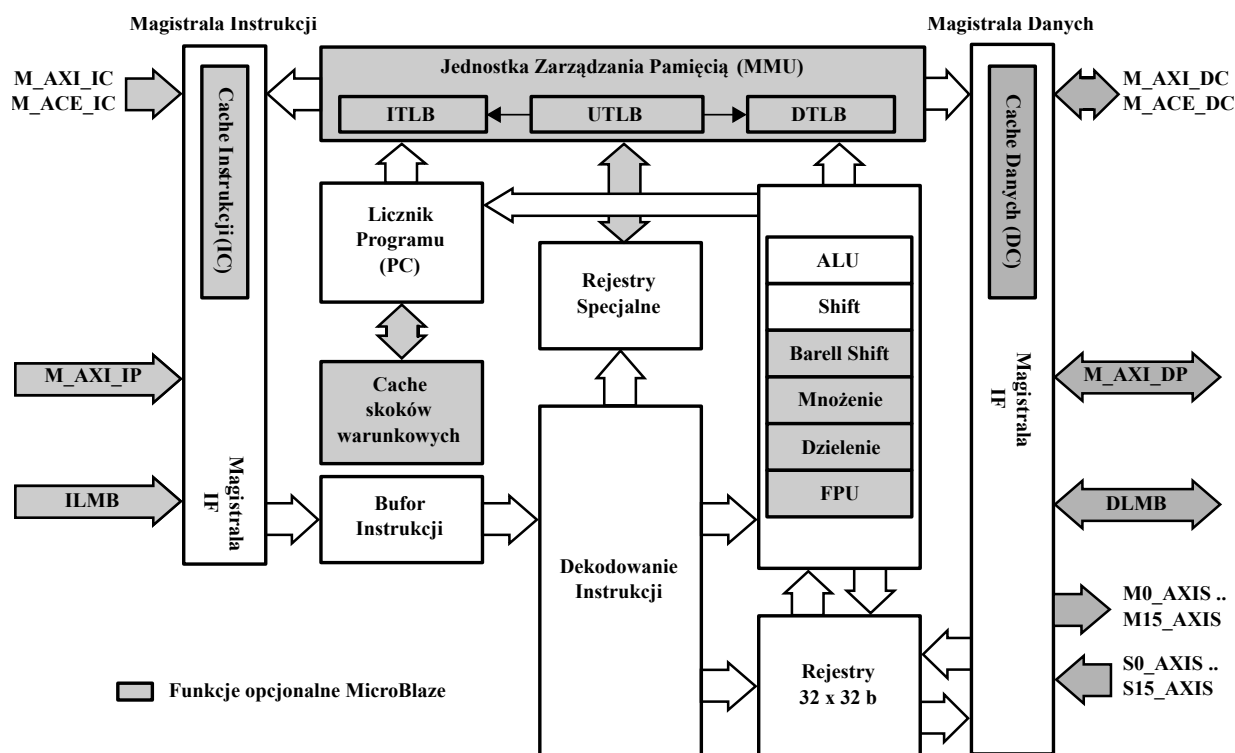 Magistrala Instrukcji
Magistrala Danych
M_AXI_IC
M_ACE_IC
Cache Instrukcji (IC)
Jednostka Zarządzania Pamięcią (MMU)
ITLB
UTLB
DTLB
Cache Danych (DC)
M_AXI_DC
M_ACE_DC
Licznik
Programu
(PC)
Rejestry
Specjalne
ALU
Shift
Barell Shift
Mnożenie
Dzielenie
FPU
M_AXI_IP
Cache
skoków
warunkowych
Magistrala
IF
M_AXI_DP
ILMB
Magistrala
IF
Bufor
Instrukcji
DLMB
Dekodowanie
Instrukcji
M0_AXIS ..
M15_AXIS
Rejestry
32 x 32 b
S0_AXIS ..
S15_AXIS
Funkcje opcjonalne MicroBlaze